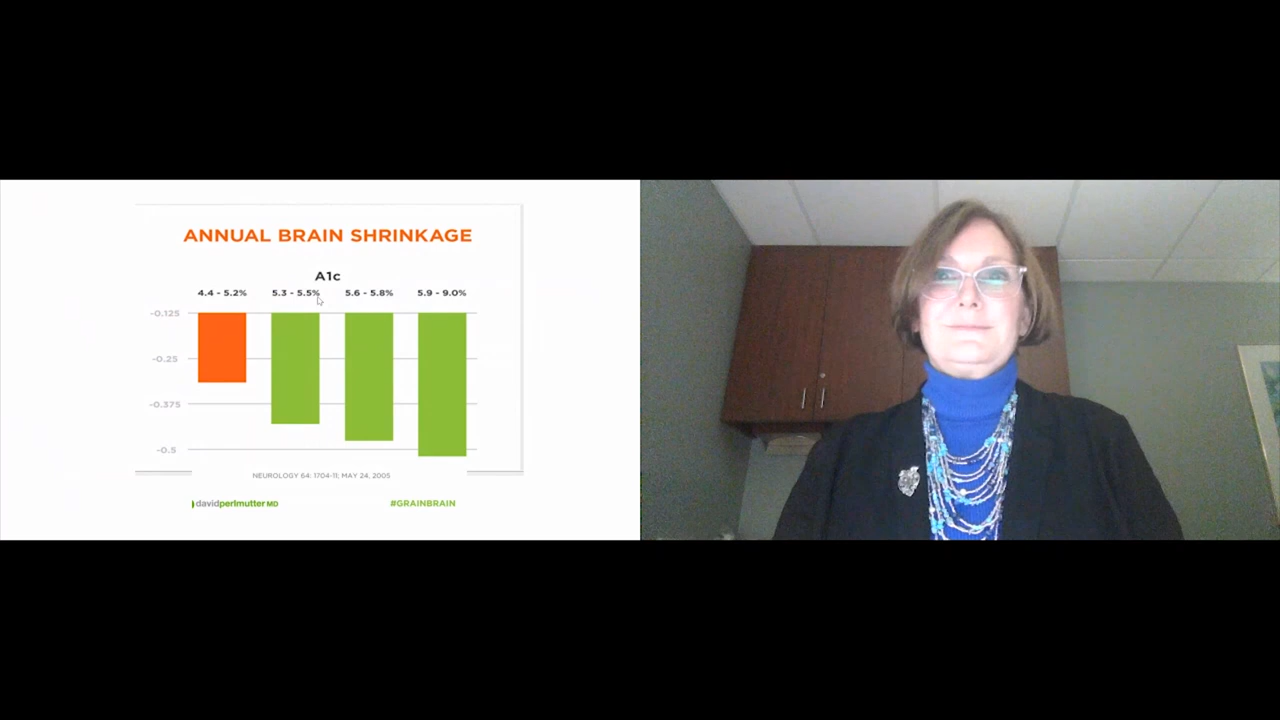 ANNUAL BRAIN SHRINKAGE
A1c
4.4 - 5.2% 5.3 - 5.5% 5.6 - 5.8% 5.9 - 9.0%
-0.125
-0.25
-0.375
-0.5
NEUROLOGY 64: 1704-11; MAY 24, 2005
davidperlmutter MD #GRAINBRAIN